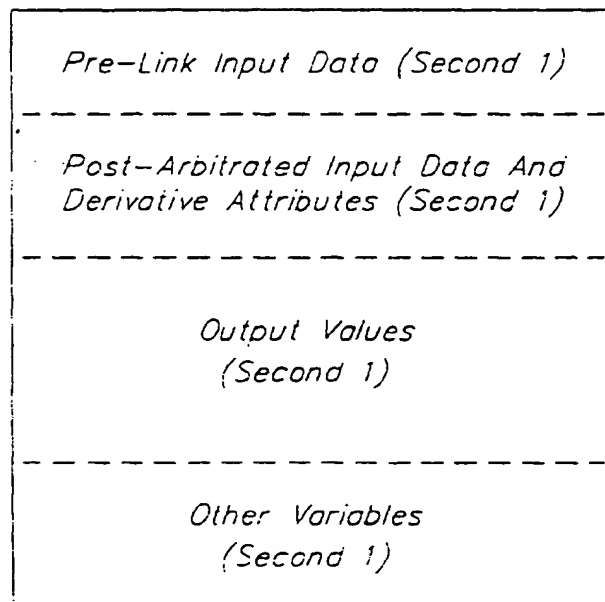 Pre-Link Input Data (Second 1)
Post-Arbitrated Input Data And
Derivative Attributes (Second 1)
Output Values
(Second 1)
Other Variables
(Second 1)